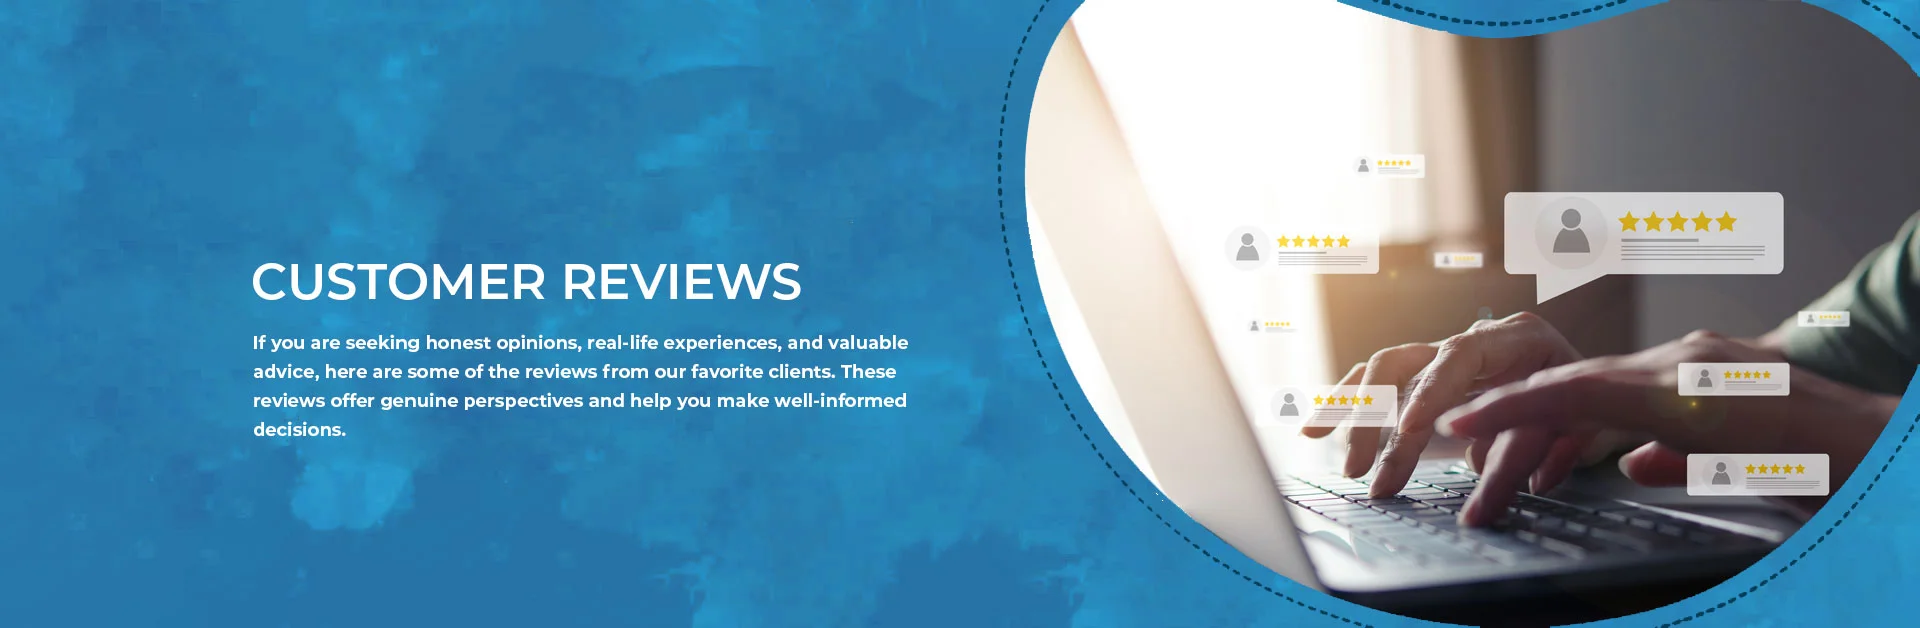 CUSTOMER REVIEWS
If you are seeking honest opinions, real-life experiences, and valuable
advice, here are some of the reviews from our favorite clients. These
reviews offer genuine perspectives and help you make well-informed
decisions.